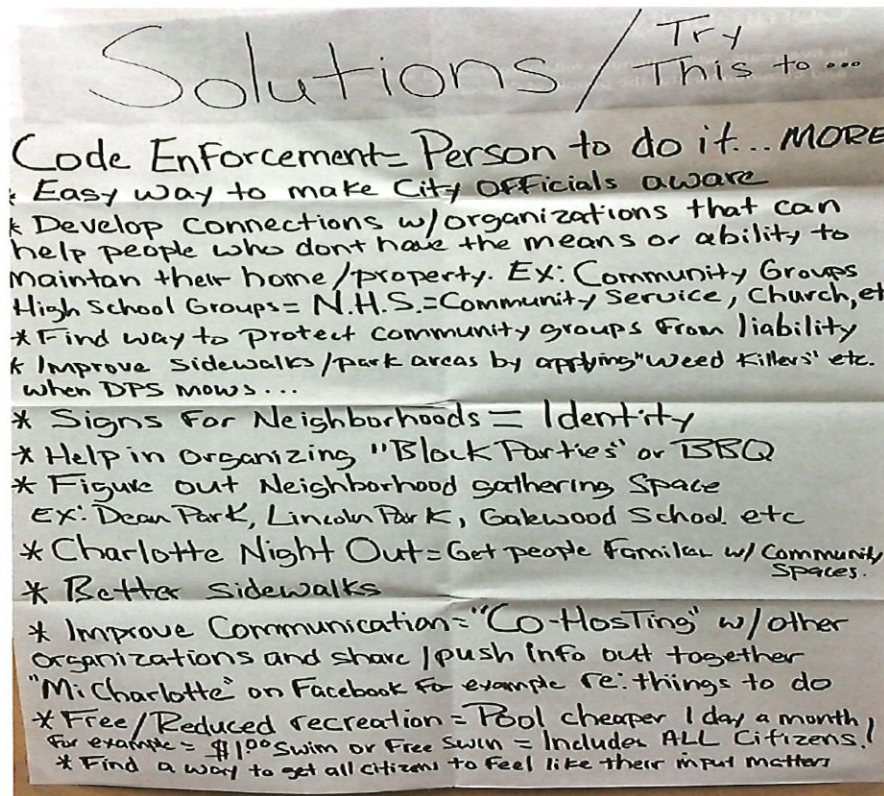 Solutions / Try
This to ...
Code Enforcement = Person to do it... MORE
* Easy way to make City Officials aware
* Develop connections w/organizations that can
help people who dont have the means or ability to
maintan their home/property. Ex: Community Groups
High School Groups = N.H.S. = Community Service, Church, et
* Find way to protect community groups from liability
* Improve sidewalks/park areas by applying "Weed Killers" etc.
when DPS mows...
* Signs for Neighborhoods = Identity
* Help in organizing "Block Parties" or BBQ
* Figure out Neighborhood gathering Space
EX: Dean Park, Lincoln Park, Galewood School etc
* Charlotte Night Out = Get people Familer w/ Community
Spaces.
* Better Sidewalks
* Improve Communication = "Co-Hosting" w/other
organizations and share/push info out together
"Mi Charlotte" on Facebook for example re: things to do
* Free/Reduced recreation = Pool cheaper 1 day a month,
for example = $1.00 Swim or Free Swim = Includes ALL Citizens!
* Find a way to get all citizens to feel like their input matters